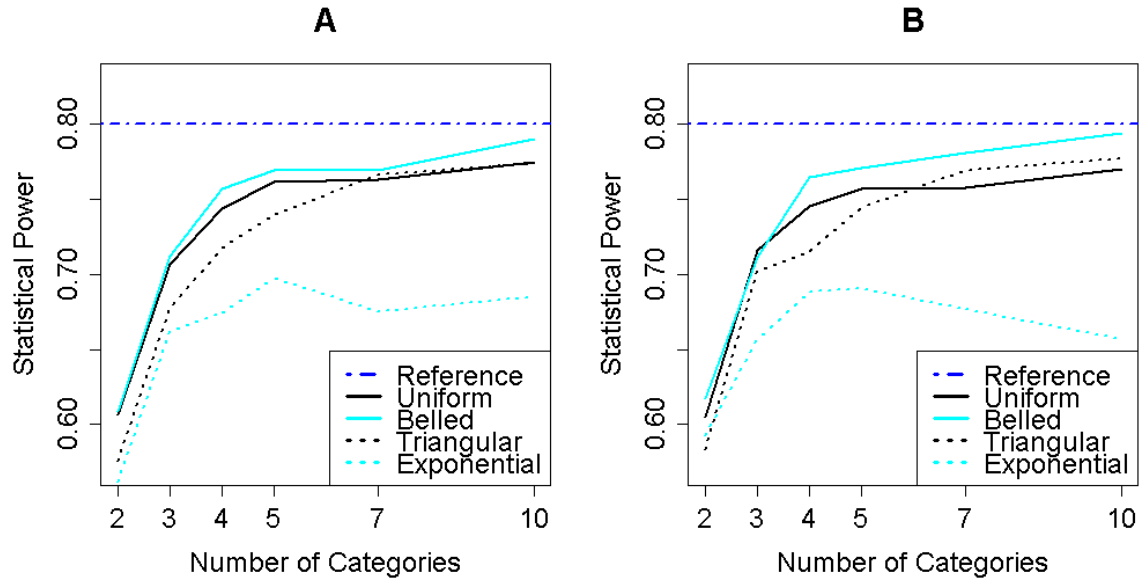 A
Statistical Power
0.80
0.70
0.60
Reference
Uniform
Belled
Triangular
Exponential
2 3 4 5 7 10
Number of Categories
B
Statistical Power
0.80
0.70
0.60
Reference
Uniform
Belled
Triangular
Exponential
2 3 4 5 7 10
Number of Categories